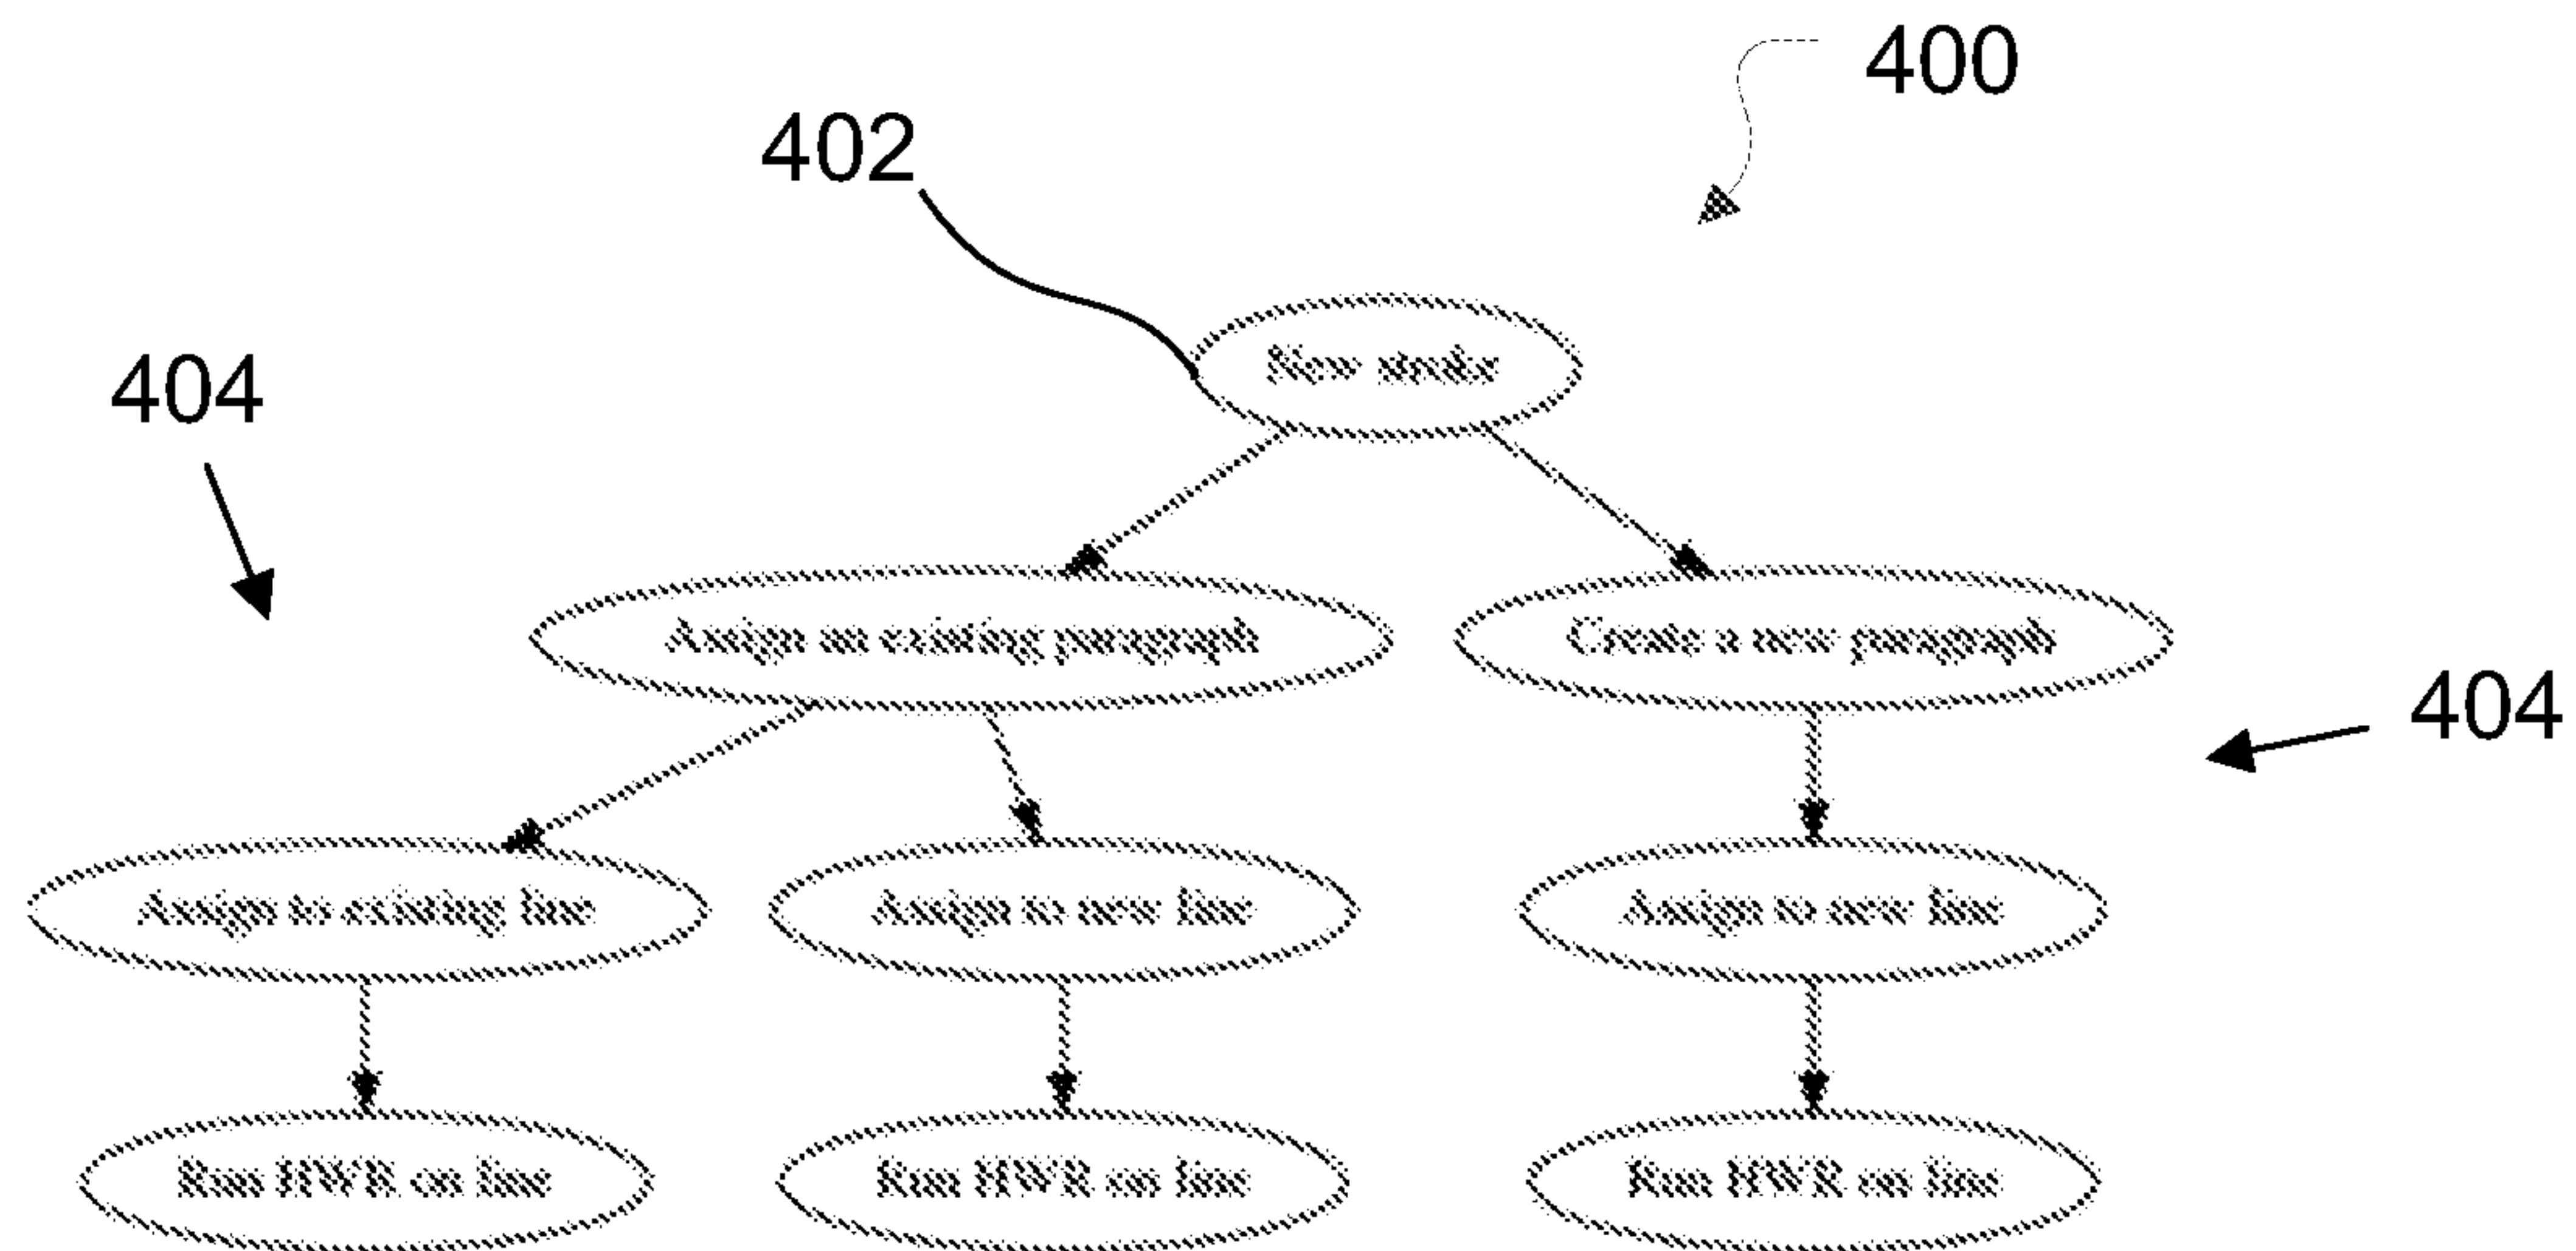 400
402
New stroke
404
Assign an existing paragraph
Create a new paragraph
404
Assign to existing line
Assign to new line
Assign to new line
Run HWR on line
Run HWR on line
Run HWR on line